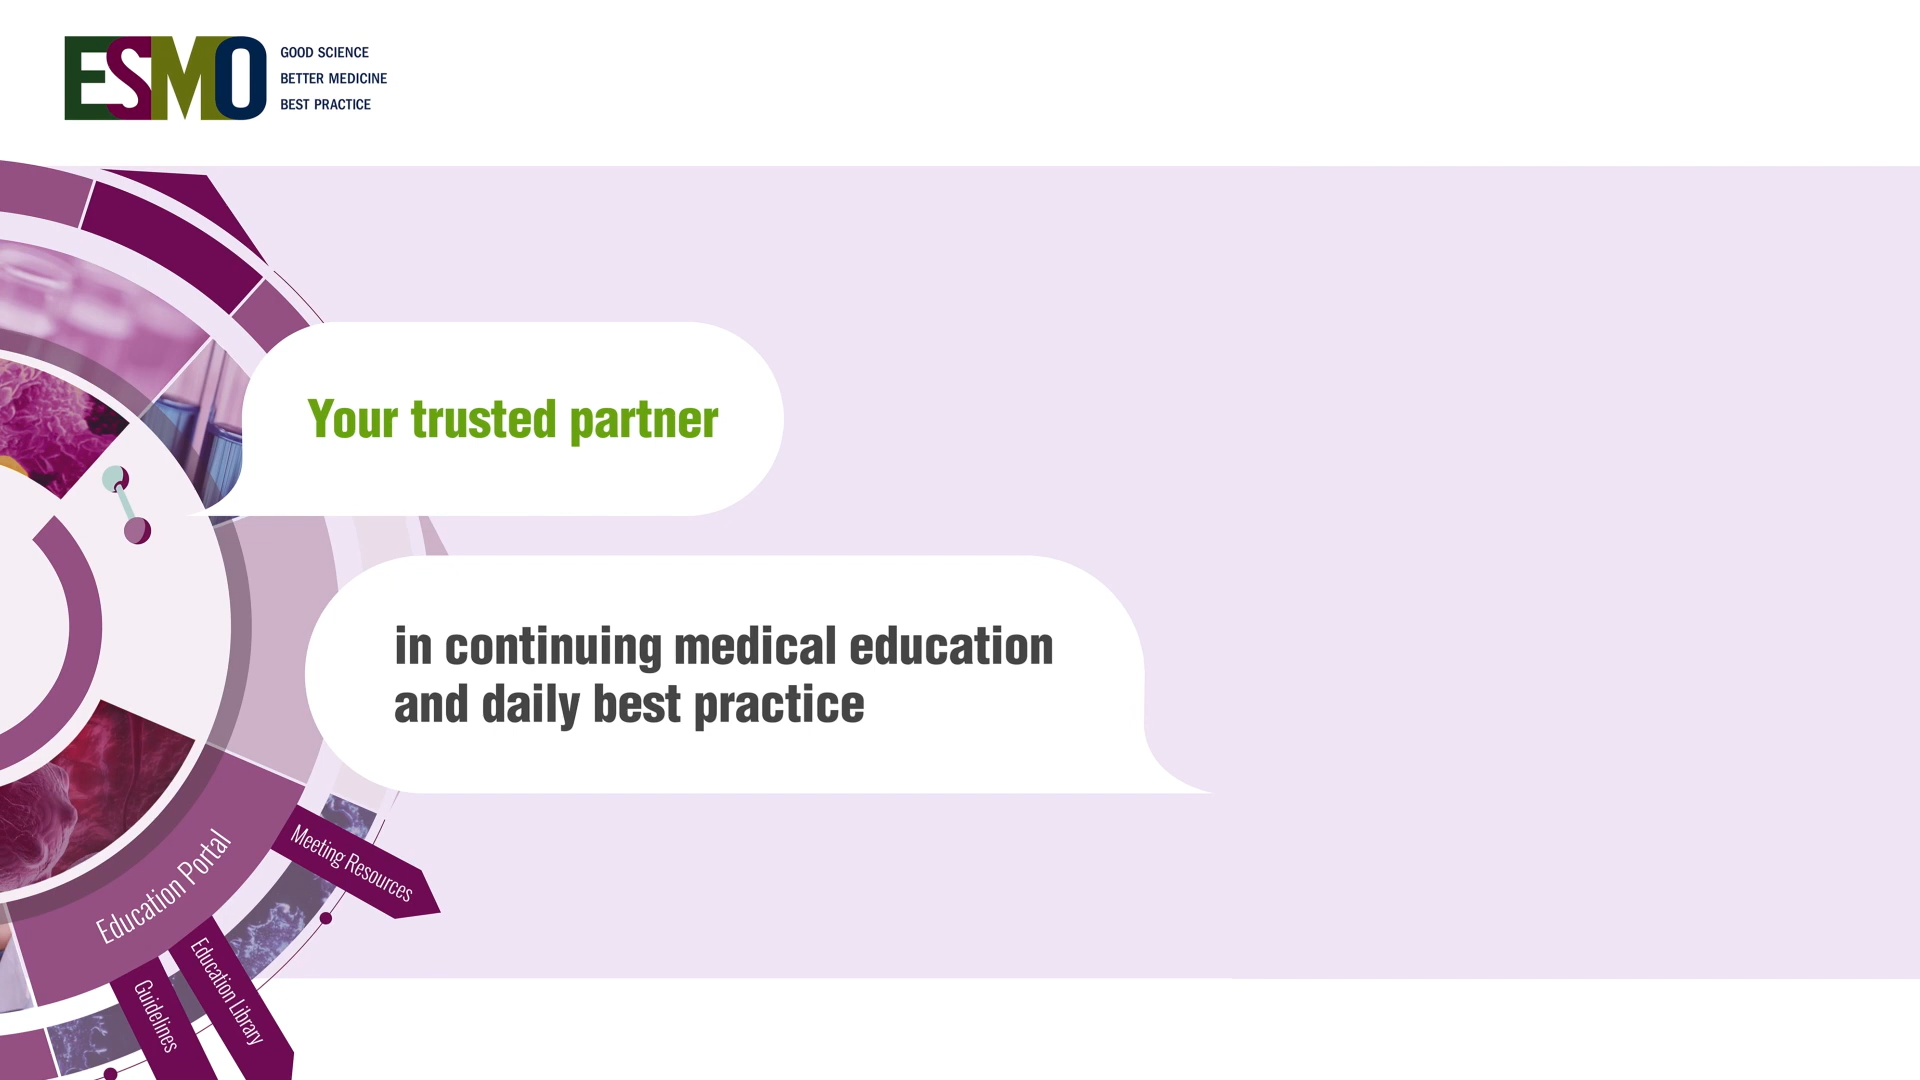 ESMO
GOOD SCIENCE
BETTER MEDICINE
BEST PRACTICE
Your trusted partner
in continuing medical education
and daily best practice
Meeting Resources
Education Portal
Education Library
Guidelines